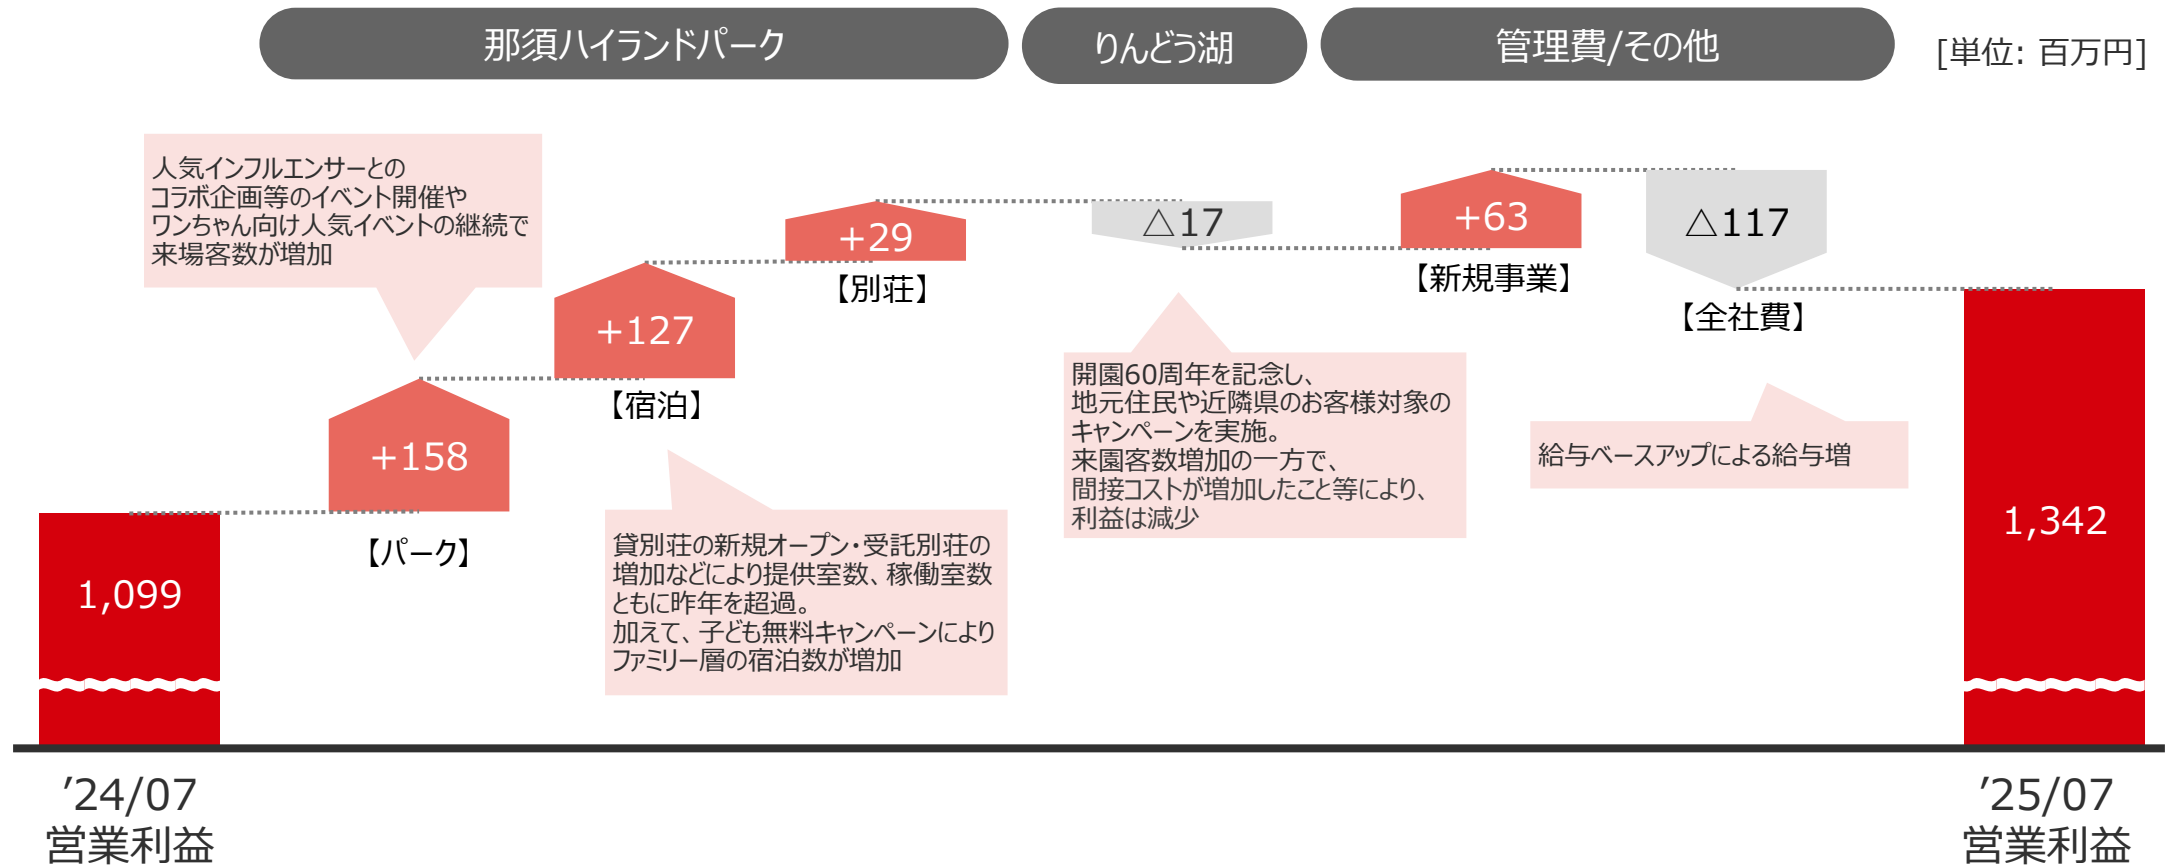 那須ハイランドパーク
りんどう湖
管理費/その他
[単位: 百万円]
人気インフルエンサーとの
コラボ企画等のイベント開催や
ワンちゃん向け人気イベントの継続で
来場客数が増加
+158
【パーク】
+127
【宿泊】
+29
【別荘】
△17
+63
【新規事業】
△117
【全社費】
貸別荘の新規オープン・受託別荘の
増加などにより提供室数、稼働室数
ともに昨年を超過。
加えて、子ども無料キャンペーンにより
ファミリー層の宿泊数が増加
開園60周年を記念し、
地元住民や近隣県のお客様対象の
キャンペーンを実施。
来園客数増加の一方で、
間接コストが増加したこと等により、
利益は減少
給与ベースアップによる給与増
1,099
1,342
’24/07
営業利益
’25/07
営業利益